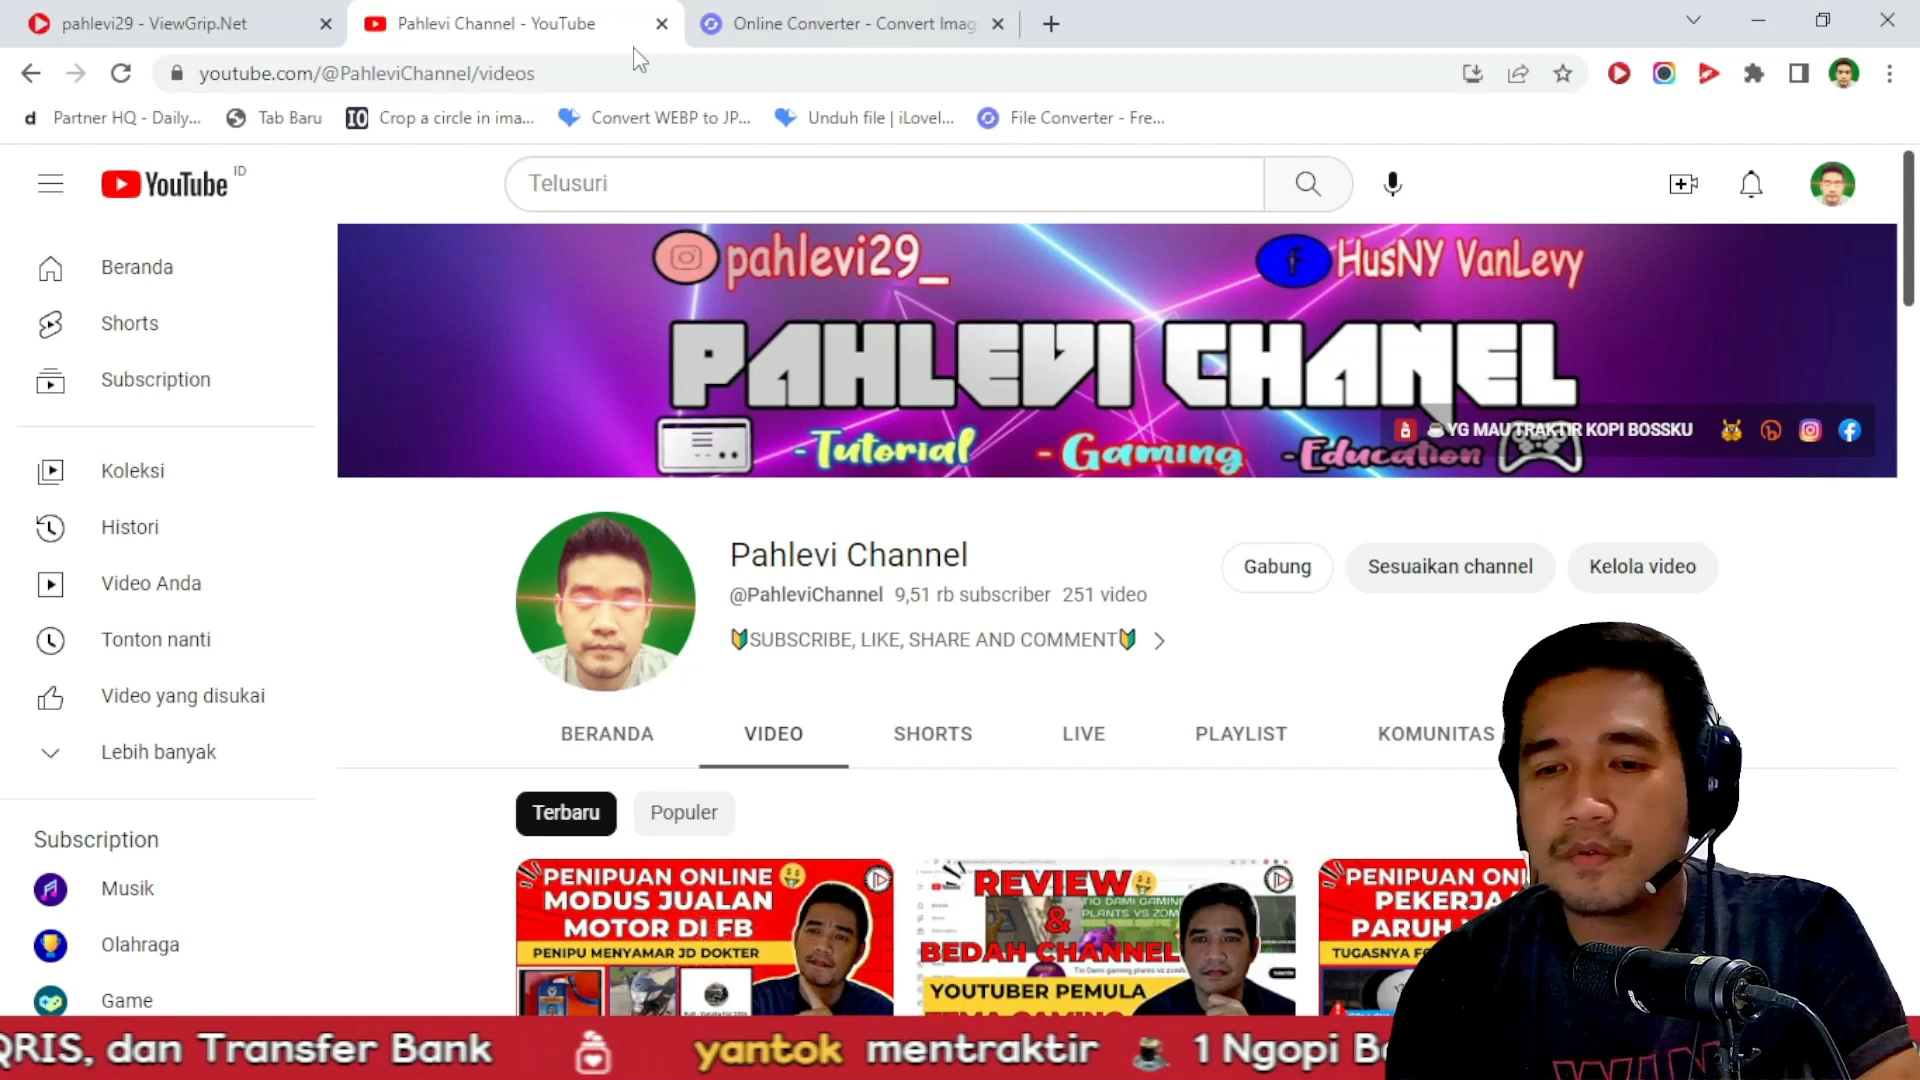 pahlevi29 - ViewGrip.Net
Pahlevi Channel - YouTube
Online Converter - Convert Imag
youtube.com/@PahleviChannel/videos
Partner HQ - Daily...
Tab Baru
Crop a circle in ima...
Convert WEBP to JP...
Unduh file | iLovel...
File Converter - Fre...
YouTube ID
Telusuri
Beranda
Shorts
Subscription
Koleksi
Histori
Video Anda
Tonton nanti
Video yang disukai
Lebih banyak
Subscription
Musik
Olahraga
Game
pahlevi29_
HusNY VanLevy
PAHLEVI CHANEL
-Tutorial -Gaming -Education
YG MAU TRAKTIR KOPI BOSSKU
Pahlevi Channel
@PahleviChannel 9,51 rb subscriber 251 video
SUBSCRIBE, LIKE, SHARE AND COMMENT
Gabung
Sesuaikan channel
Kelola video
BERANDA
VIDEO
SHORTS
LIVE
PLAYLIST
KOMUNITAS
Terbaru
Populer
PENIPUAN ONLINE
MODUS JUALAN
MOTOR DI FB
PENIPU MENYAMAR JD DOKTER
REVIEW
&
BEDAH CHANNEL
YOUTUBER PEMULA
TEMA GAMING
PENIPUAN ONL
PEKERJA
PARUH
TUGASNYA FO
QRIS, dan Transfer Bank
yantok mentraktir 1 Ngopi B